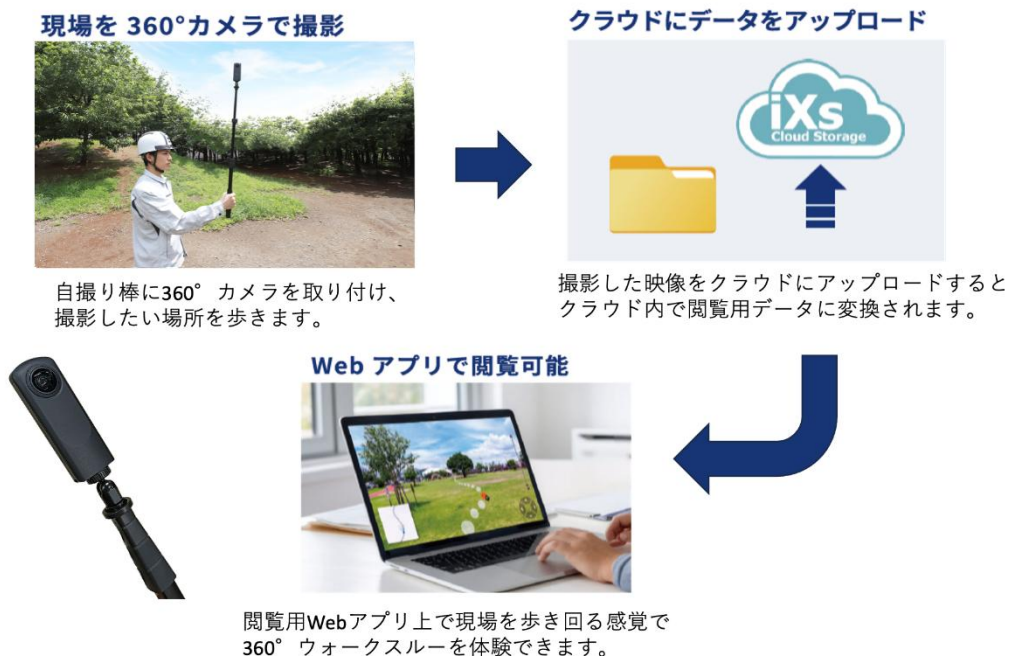 現場を 360°カメラで撮影
クラウドにデータをアップロード
iXs
Cloud Storage
自撮り棒に360° カメラを取り付け、
撮影したい場所を歩きます。
撮影した映像をクラウドにアップロードすると
クラウド内で閲覧用データに変換されます。
Web アプリで閲覧可能
閲覧用Webアプリ上で現場を歩き回る感覚で
360° ウォークスルーを体験できます。